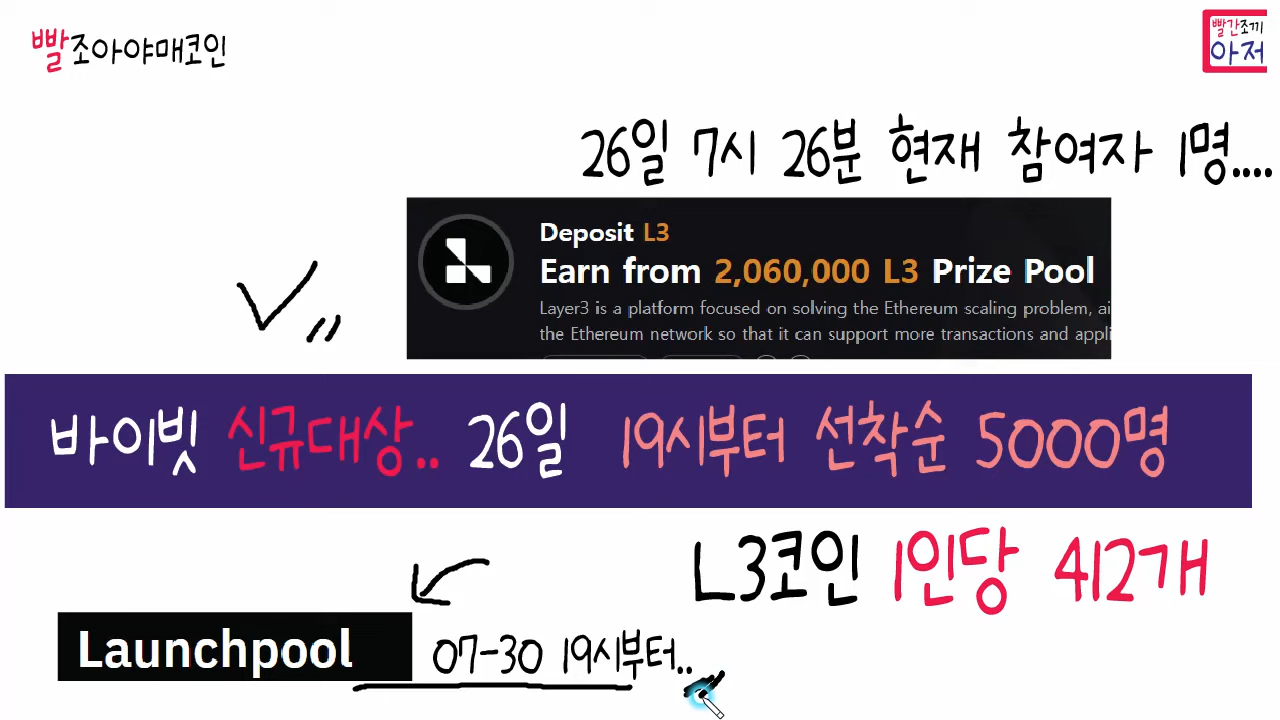 빨조아야매코인
빨간조끼
아저
26일 7시 26분 현재 참여자 1명....
Deposit L3
Earn from 2,060,000 L3 Prize Pool
Layer3 is a platform focused on solving the Ethereum scaling problem, ai
the Ethereum network so that it can support more transactions and appli
바이빗 신규대상.. 26일 19시부터 선착순 5000명
L3코인 1인당 412개
Launchpool 07-30 19시부터..